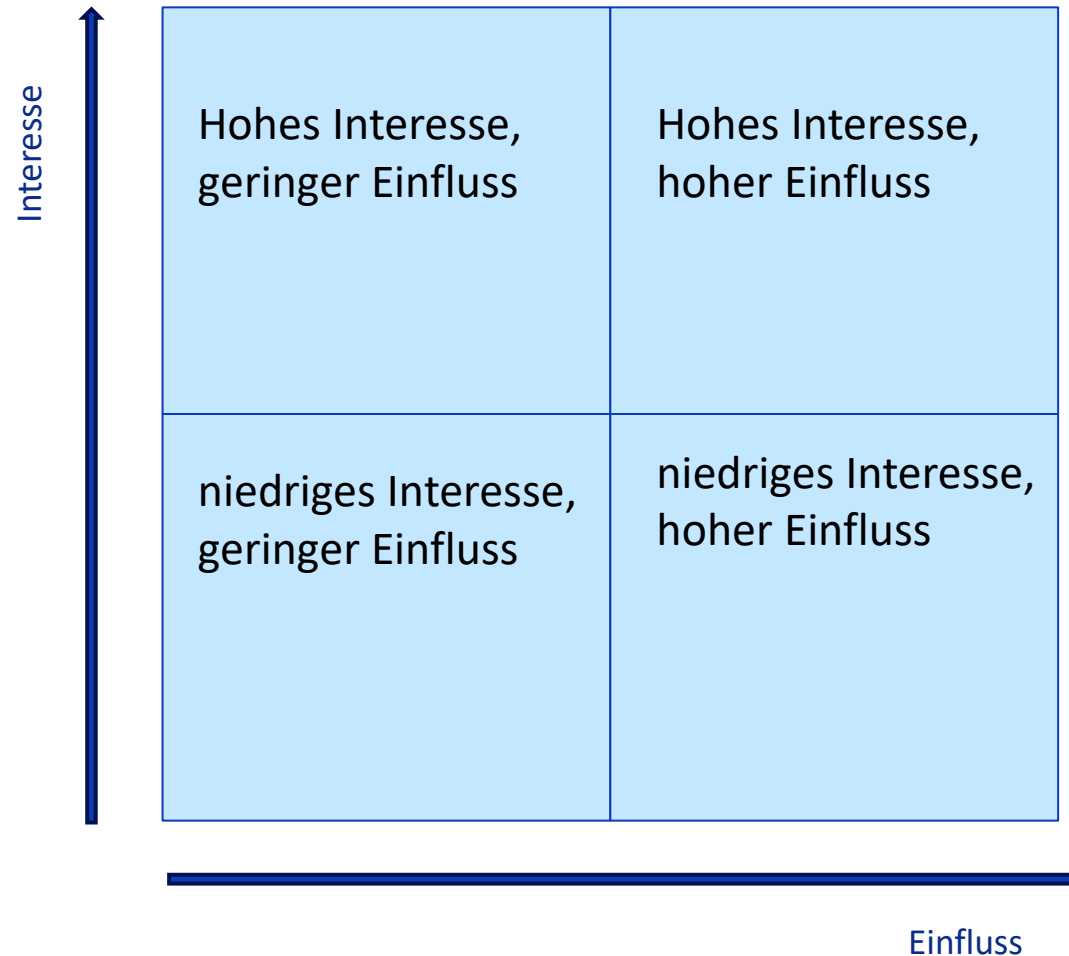 Interesse
Hohes Interesse,
geringer Einfluss
Hohes Interesse,
hoher Einfluss
niedriges Interesse,
geringer Einfluss
niedriges Interesse,
hoher Einfluss
Einfluss